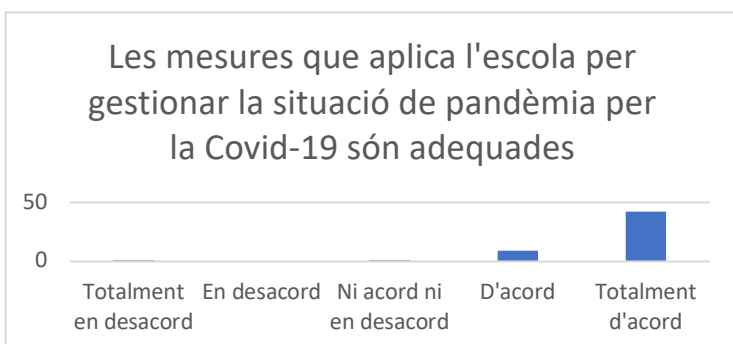 Les mesures que aplica l'escola per
gestionar la situació de pandèmia per
la Covid-19 són adequades
50
0
Totalment
en desacord
En desacord
Ni acord ni
en desacord
D'acord
Totalment
d'acord